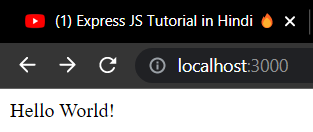 (1) Express JS Tutorial in Hindi 🔥
localhost:3000
Hello World!